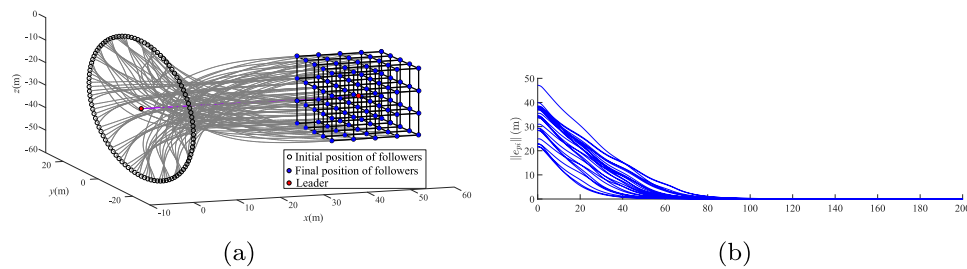 0
-10
-20
-30
-40
-50
-60
z(m)
20
0
-20
y(m)
-10 0 10 20 30 40 50 60
x(m)
Initial position of followers
Final position of followers
Leader
(a)
50
40
30
20
10
0
||e_pi|| (m)
0 20 40 60 80 100 120 140 160 180 200
(b)